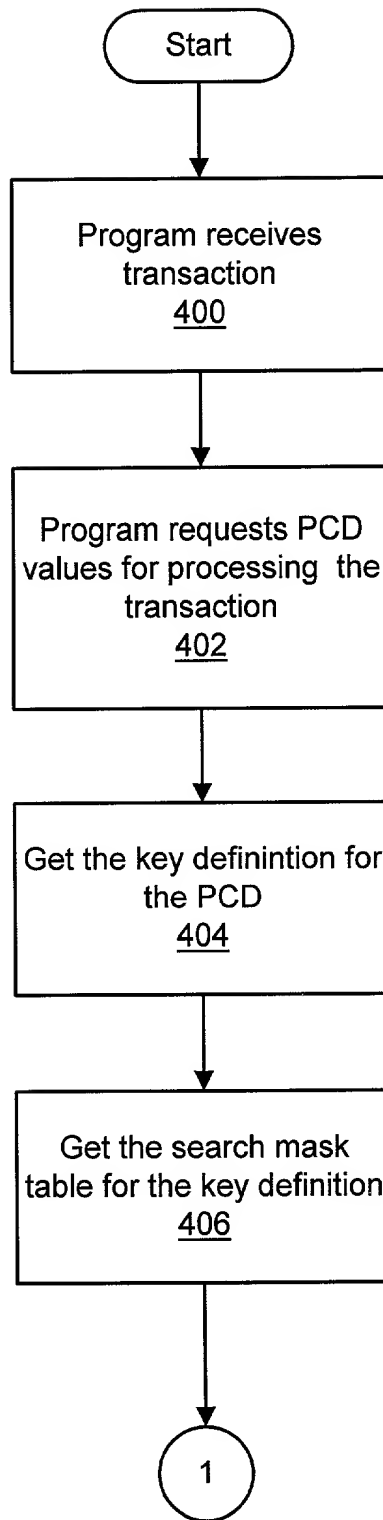 Start
Program receives
transaction
400
Program requests PCD
values for processing the
transaction
402
Get the key definintion for
the PCD
404
Get the search mask
table for the key definition
406
1